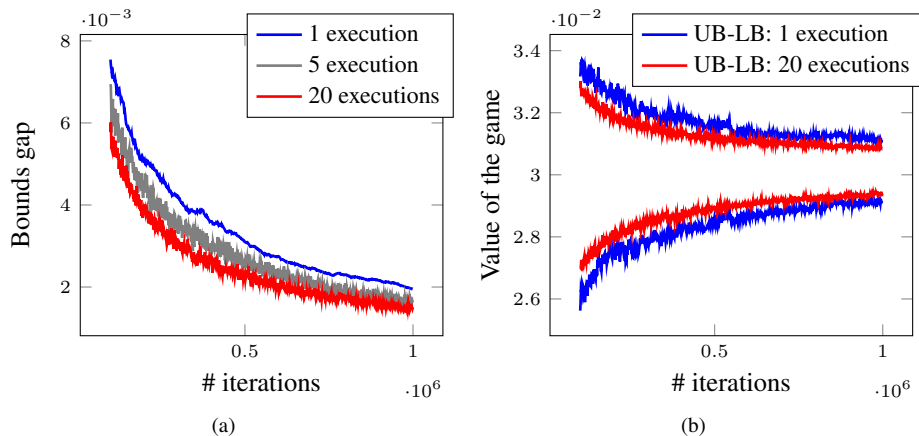 ·10⁻³
8
6
4
2
Bounds gap
1 execution
5 execution
20 executions
0.5
1
# iterations
·10⁶
(a)
·10⁻²
3.4
3.2
3
2.8
2.6
Value of the game
UB-LB: 1 execution
UB-LB: 20 executions
0.5
1
# iterations
·10⁶
(b)